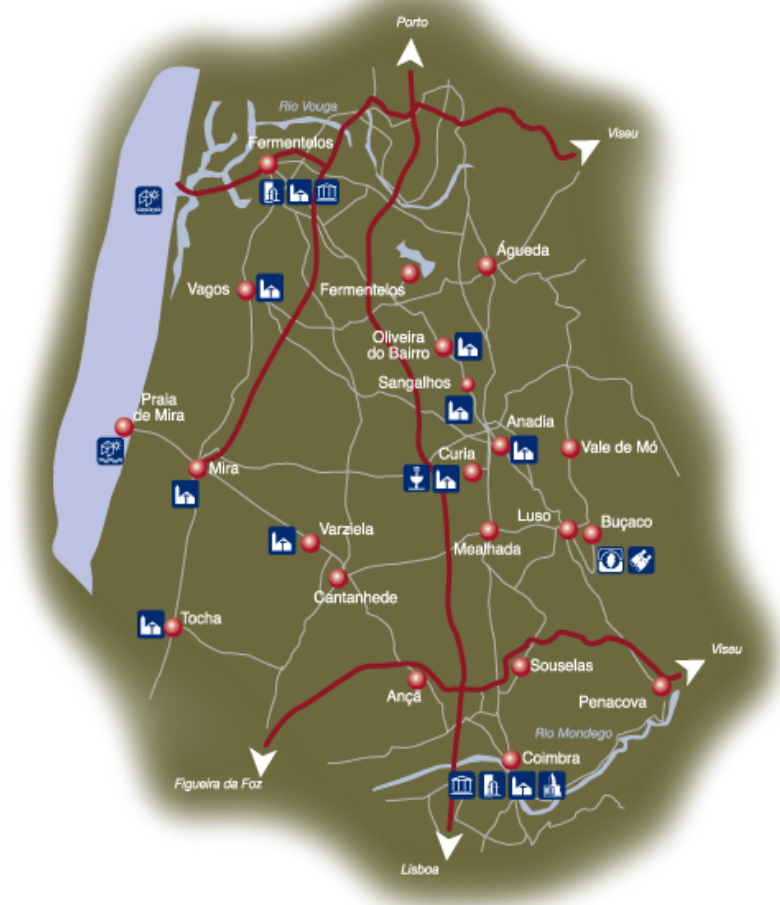 Porto
Rio Vouga
Viseu
Fermentelos
Águeda
Vagos
Fermentelos
Oliveira
do Bairro
Sangalhos
Praia
de Mira
Anadia
Vale de Mó
Curia
Mira
Luso
Buçaco
Varziela
Mealhada
Cantanhede
Tocha
Viseu
Souselas
Ançã
Penacova
Rio Mondego
Coimbra
Figueira da Foz
Lisboa